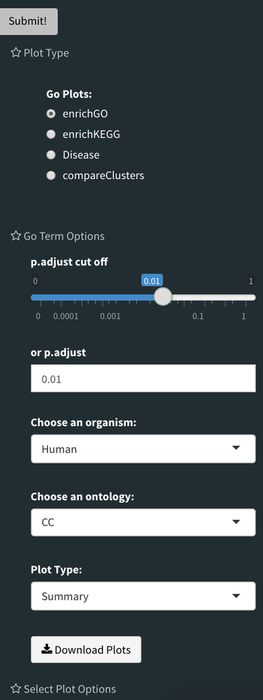 Submit!
Plot Type
Go Plots:
enrichGO
enrichKEGG
Disease
compareClusters
Go Term Options
p.adjust cut off
0 0.01 1
0 0.0001 0.001 0.1 1
or p.adjust
0.01
Choose an organism:
Human
Choose an ontology:
CC
Plot Type:
Summary
Download Plots
Select Plot Options